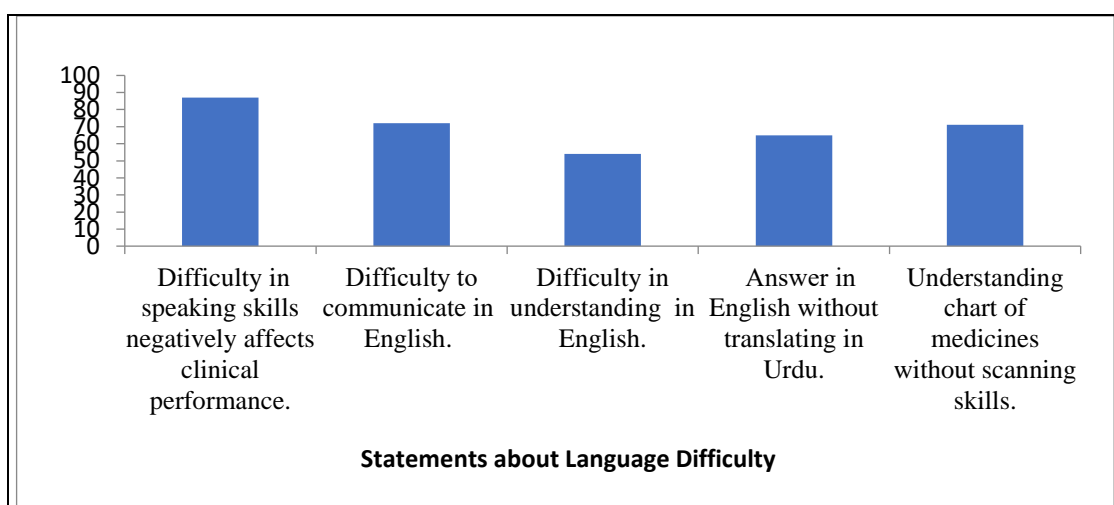 100
90
80
70
60
50
40
30
20
10
0
Difficulty in
speaking skills
negatively affects
clinical
performance.
Difficulty to
communicate in
English.
Difficulty in
understanding in
English.
Answer in
English without
translating in
Urdu.
Understanding
chart of
medicines
without scanning
skills.
Statements about Language Difficulty